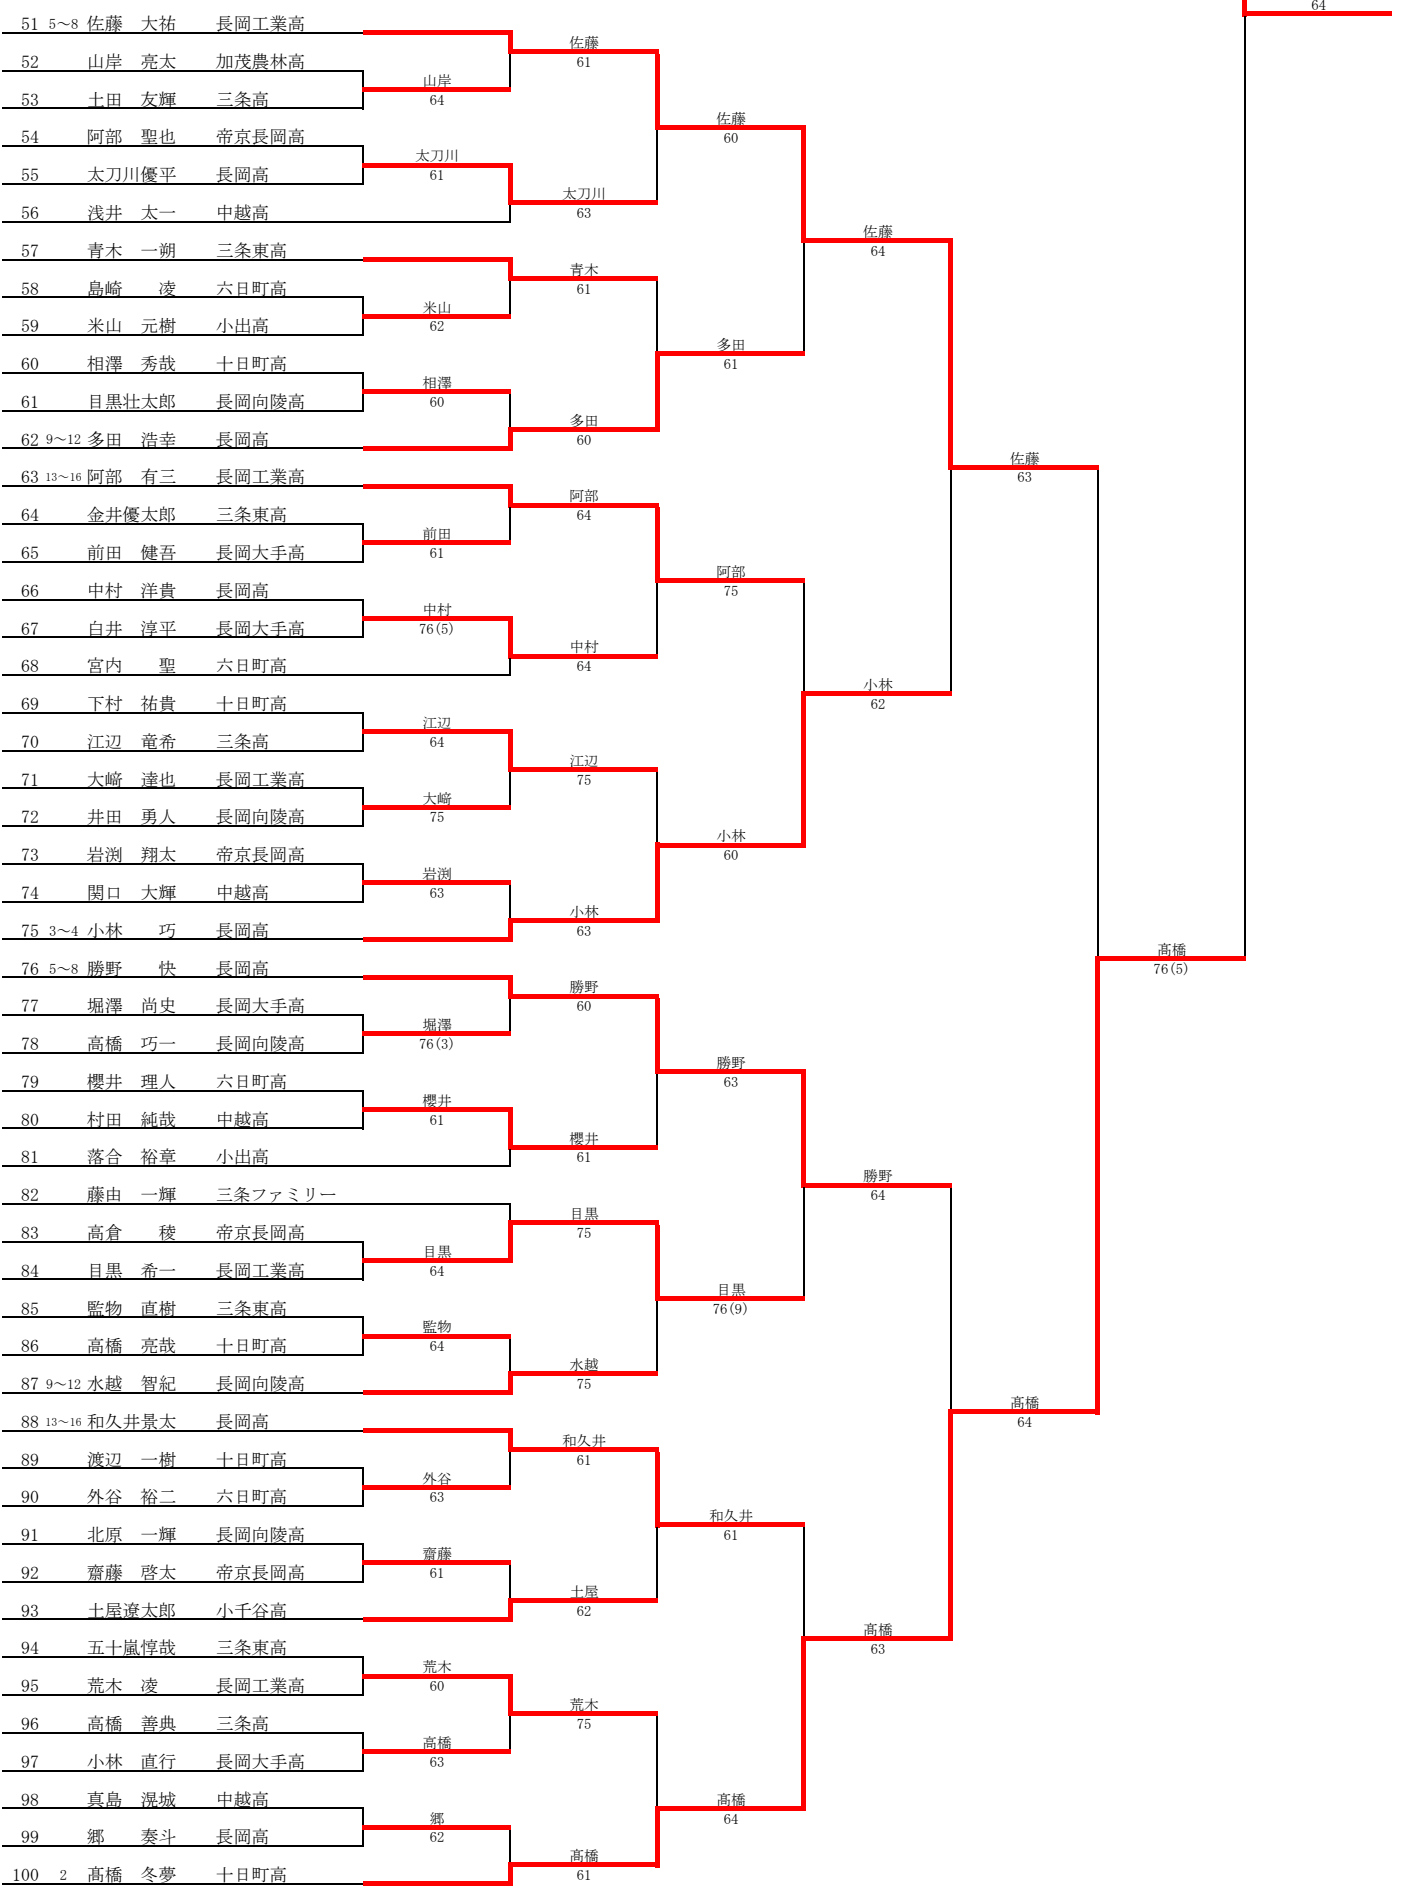 64
51 5～8 佐藤 大祐 長岡工業高
佐藤
61
52 山岸 亮太 加茂農林高
山岸
64
53 土田 友輝 三条高
佐藤
60
54 阿部 聖也 帝京長岡高
太刀川
61
55 太刀川優平 長岡高
太刀川
63
56 浅井 太一 中越高
佐藤
64
57 青木 一朔 三条東高
青木
61
58 島崎 凌 六日町高
米山
62
59 米山 元樹 小出高
多田
61
60 相澤 秀哉 十日町高
相澤
60
61 目黒壮太郎 長岡向陵高
多田
60
62 9～12 多田 浩幸 長岡高
佐藤
63
63 13～16 阿部 有三 長岡工業高
阿部
64
64 金井優太郎 三条東高
前田
61
65 前田 健吾 長岡大手高
阿部
75
66 中村 洋貴 長岡高
中村
76(5)
67 白井 淳平 長岡大手高
中村
64
68 宮内 聖 六日町高
小林
62
69 下村 祐貴 十日町高
江辺
64
70 江辺 竜希 三条高
江辺
75
71 大﨑 達也 長岡工業高
大﨑
75
72 井田 勇人 長岡向陵高
小林
60
73 岩渕 翔太 帝京長岡高
岩渕
63
74 関口 大輝 中越高
小林
63
75 3～4 小林 巧 長岡高
髙橋
76(5)
76 5～8 勝野 快 長岡高
勝野
60
77 堀澤 尚史 長岡大手高
堀澤
76(3)
78 高橋 巧一 長岡向陵高
勝野
63
79 櫻井 理人 六日町高
櫻井
61
80 村田 純哉 中越高
櫻井
61
81 落合 裕章 小出高
勝野
64
82 藤由 一輝 三条ファミリー
目黒
75
83 高倉 稜 帝京長岡高
目黒
64
84 目黒 希一 長岡工業高
目黒
76(9)
85 監物 直樹 三条東高
監物
64
86 高橋 亮哉 十日町高
水越
75
87 9～12 水越 智紀 長岡向陵高
髙橋
64
88 13～16 和久井景太 長岡高
和久井
61
89 渡辺 一樹 十日町高
外谷
63
90 外谷 裕二 六日町高
和久井
61
91 北原 一輝 長岡向陵高
齋藤
61
92 齋藤 啓太 帝京長岡高
土屋
62
93 土屋遼太郎 小千谷高
髙橋
63
94 五十嵐惇哉 三条東高
荒木
60
95 荒木 凌 長岡工業高
荒木
75
96 高橋 善典 三条高
高橋
63
97 小林 直行 長岡大手高
髙橋
64
98 真島 滉城 中越高
郷
62
99 郷 奏斗 長岡高
髙橋
61
100 2 髙橋 冬夢 十日町高